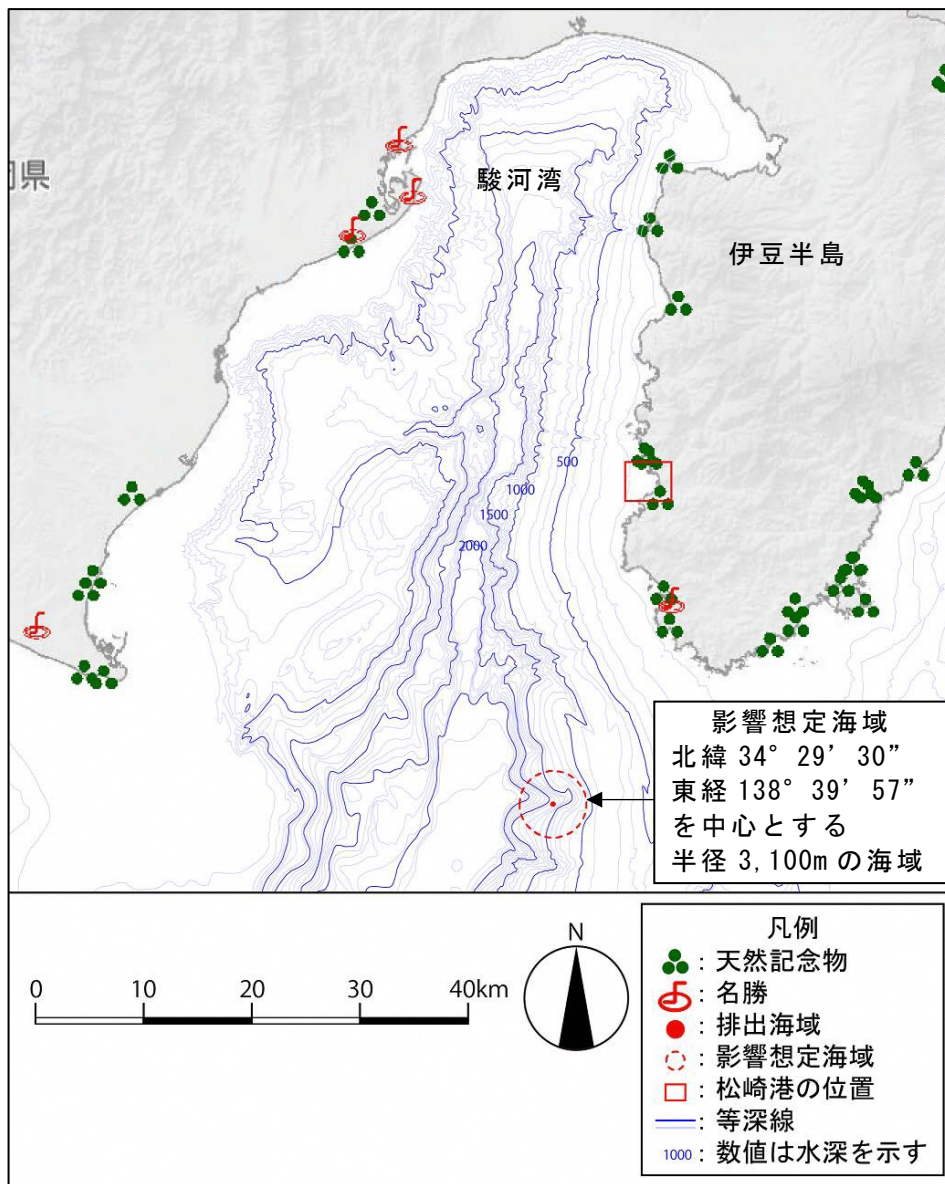 岡県
駿河湾
伊豆半島
500
1000
1500
2000
影響想定海域
北緯 34° 29’ 30”
東経 138° 39’ 57”
を中心とする
半径 3,100m の海域
0 10 20 30 40km
N
凡例
: 天然記念物
: 名勝
: 排出海域
: 影響想定海域
: 松崎港の位置
: 等深線
1000 : 数値は水深を示す